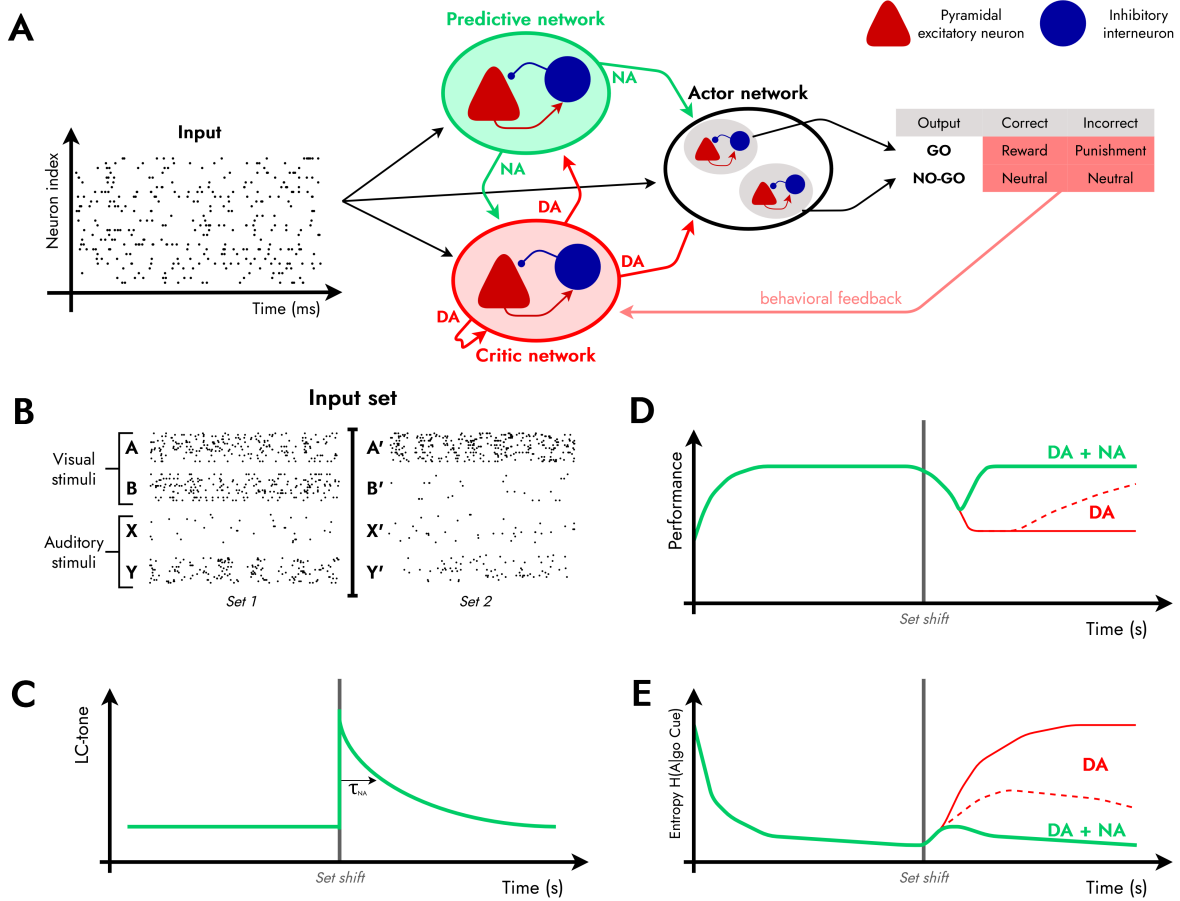 A
Predictive network
Pyramidal
excitatory neuron
Inhibitory
interneuron
NA
Actor network
Input
Neuron index
Time (ms)
NA
DA
DA
DA
Critic network
Output Correct Incorrect
GO Reward Punishment
NO-GO Neutral Neutral
behavioral feedback
B
Input set
Visual
stimuli
A
B
Auditory
stimuli
X
Y
Set 1
A′
B′
X′
Y′
Set 2
D
Performance
DA + NA
DA
Set shift
Time (s)
C
LC-tone
τNA
Set shift
Time (s)
E
Entropy H(A|go Cue)
DA
DA + NA
Set shift
Time (s)